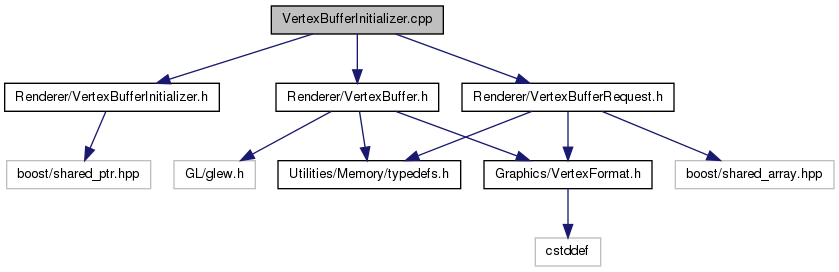 VertexBufferInitializer.cpp
Renderer/VertexBufferInitializer.h
Renderer/VertexBuffer.h
Renderer/VertexBufferRequest.h
boost/shared_ptr.hpp
GL/glew.h
Utilities/Memory/typedefs.h
Graphics/VertexFormat.h
boost/shared_array.hpp
cstddef